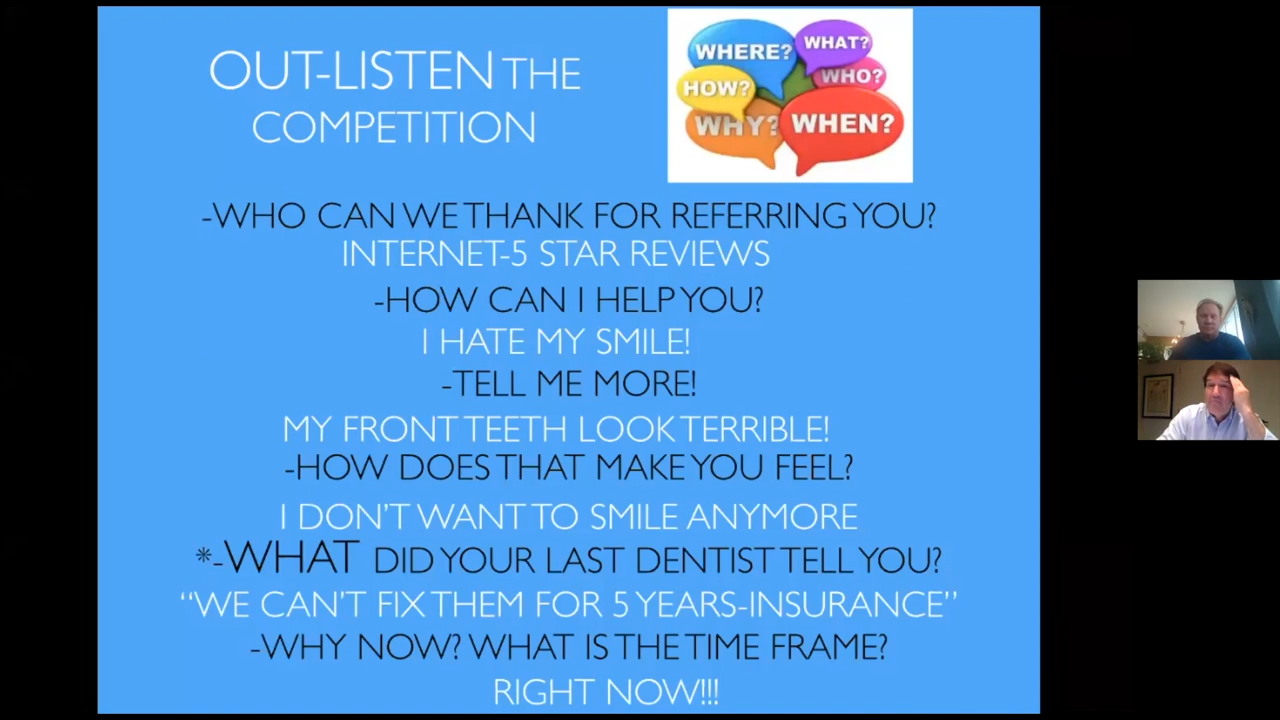 OUT-LISTEN THE
COMPETITION
WHERE?
WHAT?
HOW?
WHO?
WHY?
WHEN?
-WHO CAN WE THANK FOR REFERRING YOU?
INTERNET-5 STAR REVIEWS
-HOW CAN I HELP YOU?
I HATE MY SMILE!
-TELL ME MORE!
MY FRONT TEETH LOOK TERRIBLE!
-HOW DOES THAT MAKE YOU FEEL?
I DON'T WANT TO SMILE ANYMORE
*-WHAT DID YOUR LAST DENTIST TELL YOU?
“WE CAN'T FIX THEM FOR 5 YEARS-INSURANCE”
-WHY NOW? WHAT IS THE TIME FRAME?
RIGHT NOW!!!